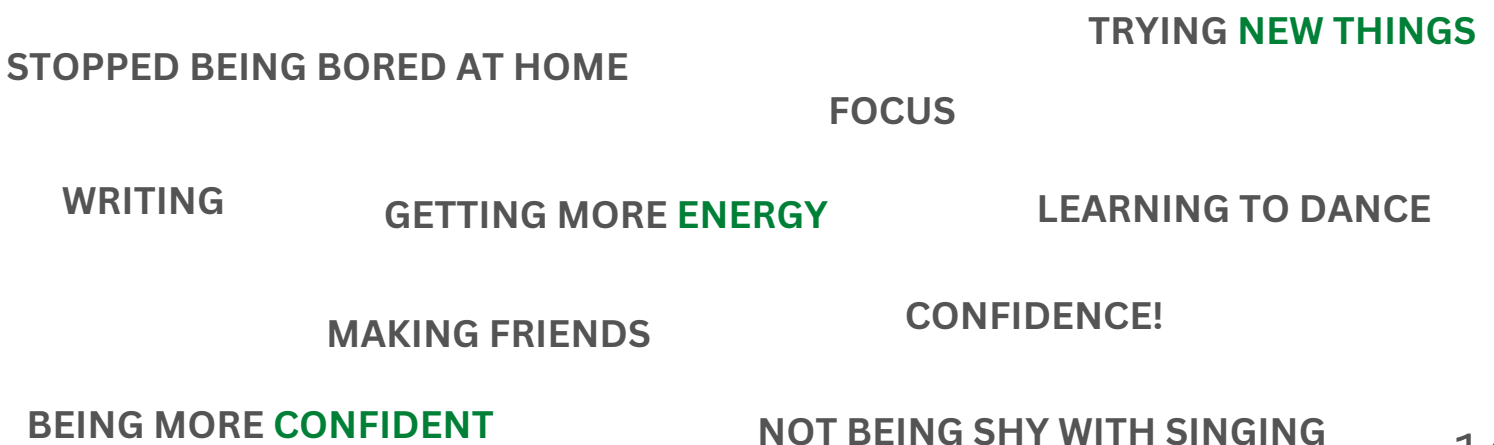 TRYING NEW THINGS
STOPPED BEING BORED AT HOME
FOCUS
WRITING
GETTING MORE ENERGY
LEARNING TO DANCE
CONFIDENCE!
MAKING FRIENDS
BEING MORE CONFIDENT
NOT BEING SHY WITH SINGING